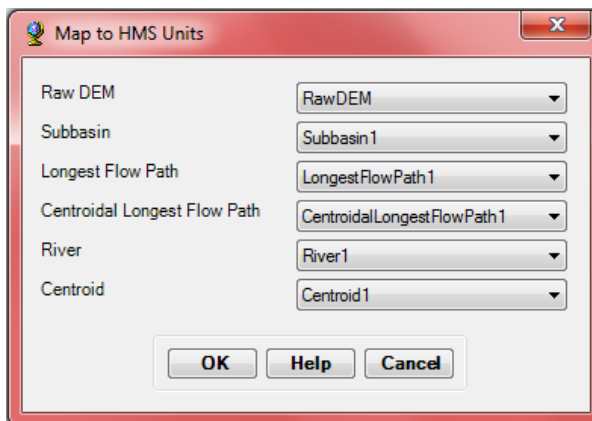 Map to HMS Units
Raw DEM RawDEM
Subbasin Subbasin1
Longest Flow Path LongestFlowPath1
Centroidal Longest Flow Path CentroidalLongestFlowPath1
River River1
Centroid Centroid1
OK Help Cancel